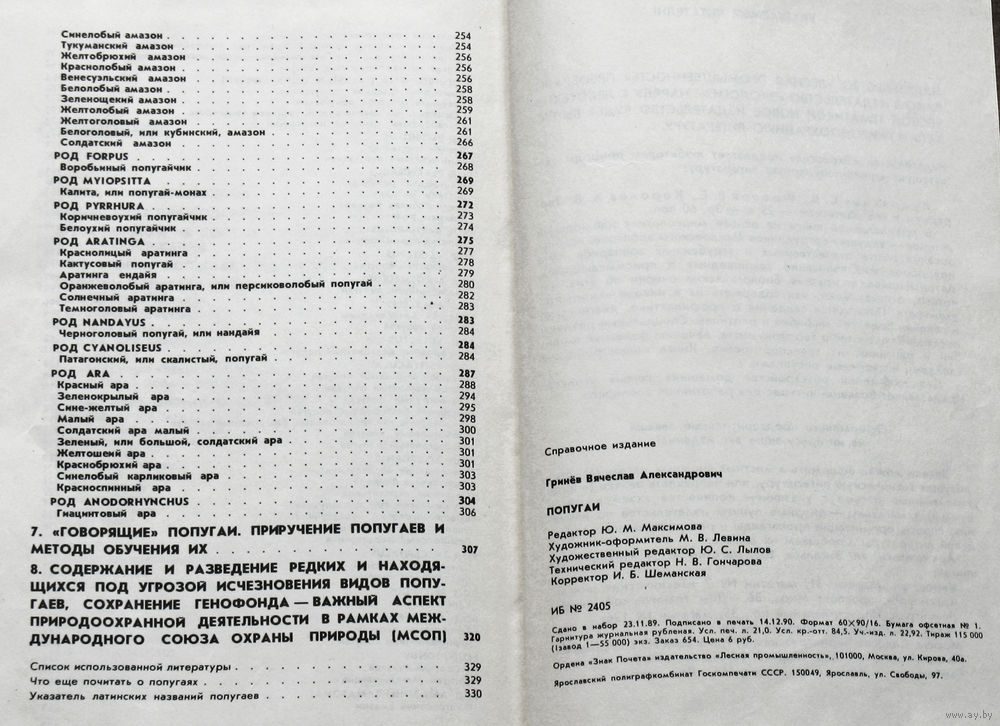 Синелобый амазон . . . 254
Тукуманский амазон . . . 254
Желтобрюхий амазон . . . 256
Краснолобый амазон . . . 256
Венесуэльский амазон . . . 256
Белолобый амазон . . . 258
Зеленощекий амазон . . . 258
Желтолобый амазон . . . 259
Желтоголовый амазон . . . 261
Белоголовый, или кубинский, амазон . . . 261
Солдатский амазон . . . 266
РОД FORPUS . . . 267
Воробьиный попугайчик . . . 268
РОД MYIOPSITTA . . . 269
Калита, или попугай-монах . . . 269
РОД PYRRHURA . . . 272
Коричневоухий попугайчик . . . 273
Белоухий попугайчик . . . 274
РОД ARATINGA . . . 275
Краснолицый аратинга . . . 277
Кактусовый попугай . . . 278
Аратинга ендайя . . . 279
Оранжеволобый аратинга, или персиковолобый попугай . . . 280
Солнечный аратинга . . . 282
Темноголовый аратинга . . . 283
РОД NANDAYUS . . . 283
Черноголовый попугай, или нандайя . . . 284
РОД CYANOLISEUS . . . 284
Патагонский, или скалистый, попугай . . . 284
РОД ARA . . . 287
Красный ара . . . 288
Зеленокрылый ара . . . 294
Сине-желтый ара . . . 295
Малый ара . . . 298
Солдатский ара малый . . . 300
Зеленый, или большой, солдатский ара . . . 301
Желтошеий ара . . . 301
Краснобрюхий ара . . . 301
Синелобый карликовый ара . . . 303
Красноспинный ара . . . 303
РОД ANODORHYNCHUS . . . 304
Гиацинтовый ара . . . 306
7. «ГОВОРЯЩИЕ» ПОПУГАИ. ПРИРУЧЕНИЕ ПОПУГАЕВ И
МЕТОДЫ ОБУЧЕНИЯ ИХ . . . 307
8. СОДЕРЖАНИЕ И РАЗВЕДЕНИЕ РЕДКИХ И НАХОДЯ-
ЩИХСЯ ПОД УГРОЗОЙ ИСЧЕЗНОВЕНИЯ ВИДОВ ПОПУ-
ГАЕВ, СОХРАНЕНИЕ ГЕНОФОНДА — ВАЖНЫЙ АСПЕКТ
ПРИРОДООХРАННОЙ ДЕЯТЕЛЬНОСТИ В РАМКАХ МЕЖ-
ДУНАРОДНОГО СОЮЗА ОХРАНЫ ПРИРОДЫ (МСОП) 320
Список использованной литературы . . . 329
Что еще почитать о попугаях . . . 329
Указатель латинских названий попугаев . . . 330
Справочное издание
Гринёв Вячеслав Александрович
ПОПУГАИ
Редактор Ю. М. Максимова
Художник-оформитель М. В. Левина
Художественный редактор Ю. С. Лылов
Технический редактор Н. В. Гончарова
Корректор И. Б. Шеманская
ИБ № 2405
Сдано в набор 23.11.89. Подписано в печать 14.12.90. Формат 60×90/16. Бумага офсетная № 1.
Гарнитура журнальная рубленая. Усл. печ. л. 21,0. Усл. кр.-отт. 84,5. Уч.-изд. л. 22,92. Тираж 115 000
(1завод 1—55 000) экз. Заказ 654. Цена 6 руб.
Ордена «Знак Почета» издательство «Лесная промышленность», 101000, Москва, ул. Кирова, 40а.
Ярославский полиграфкомбинат Госкомпечати СССР. 150049, Ярославль, ул. Свободы, 97.
www.ay.by